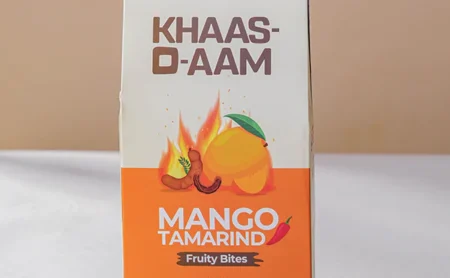 KHAAS-
O-AAM
MANGO
TAMARIND
Fruity Bites